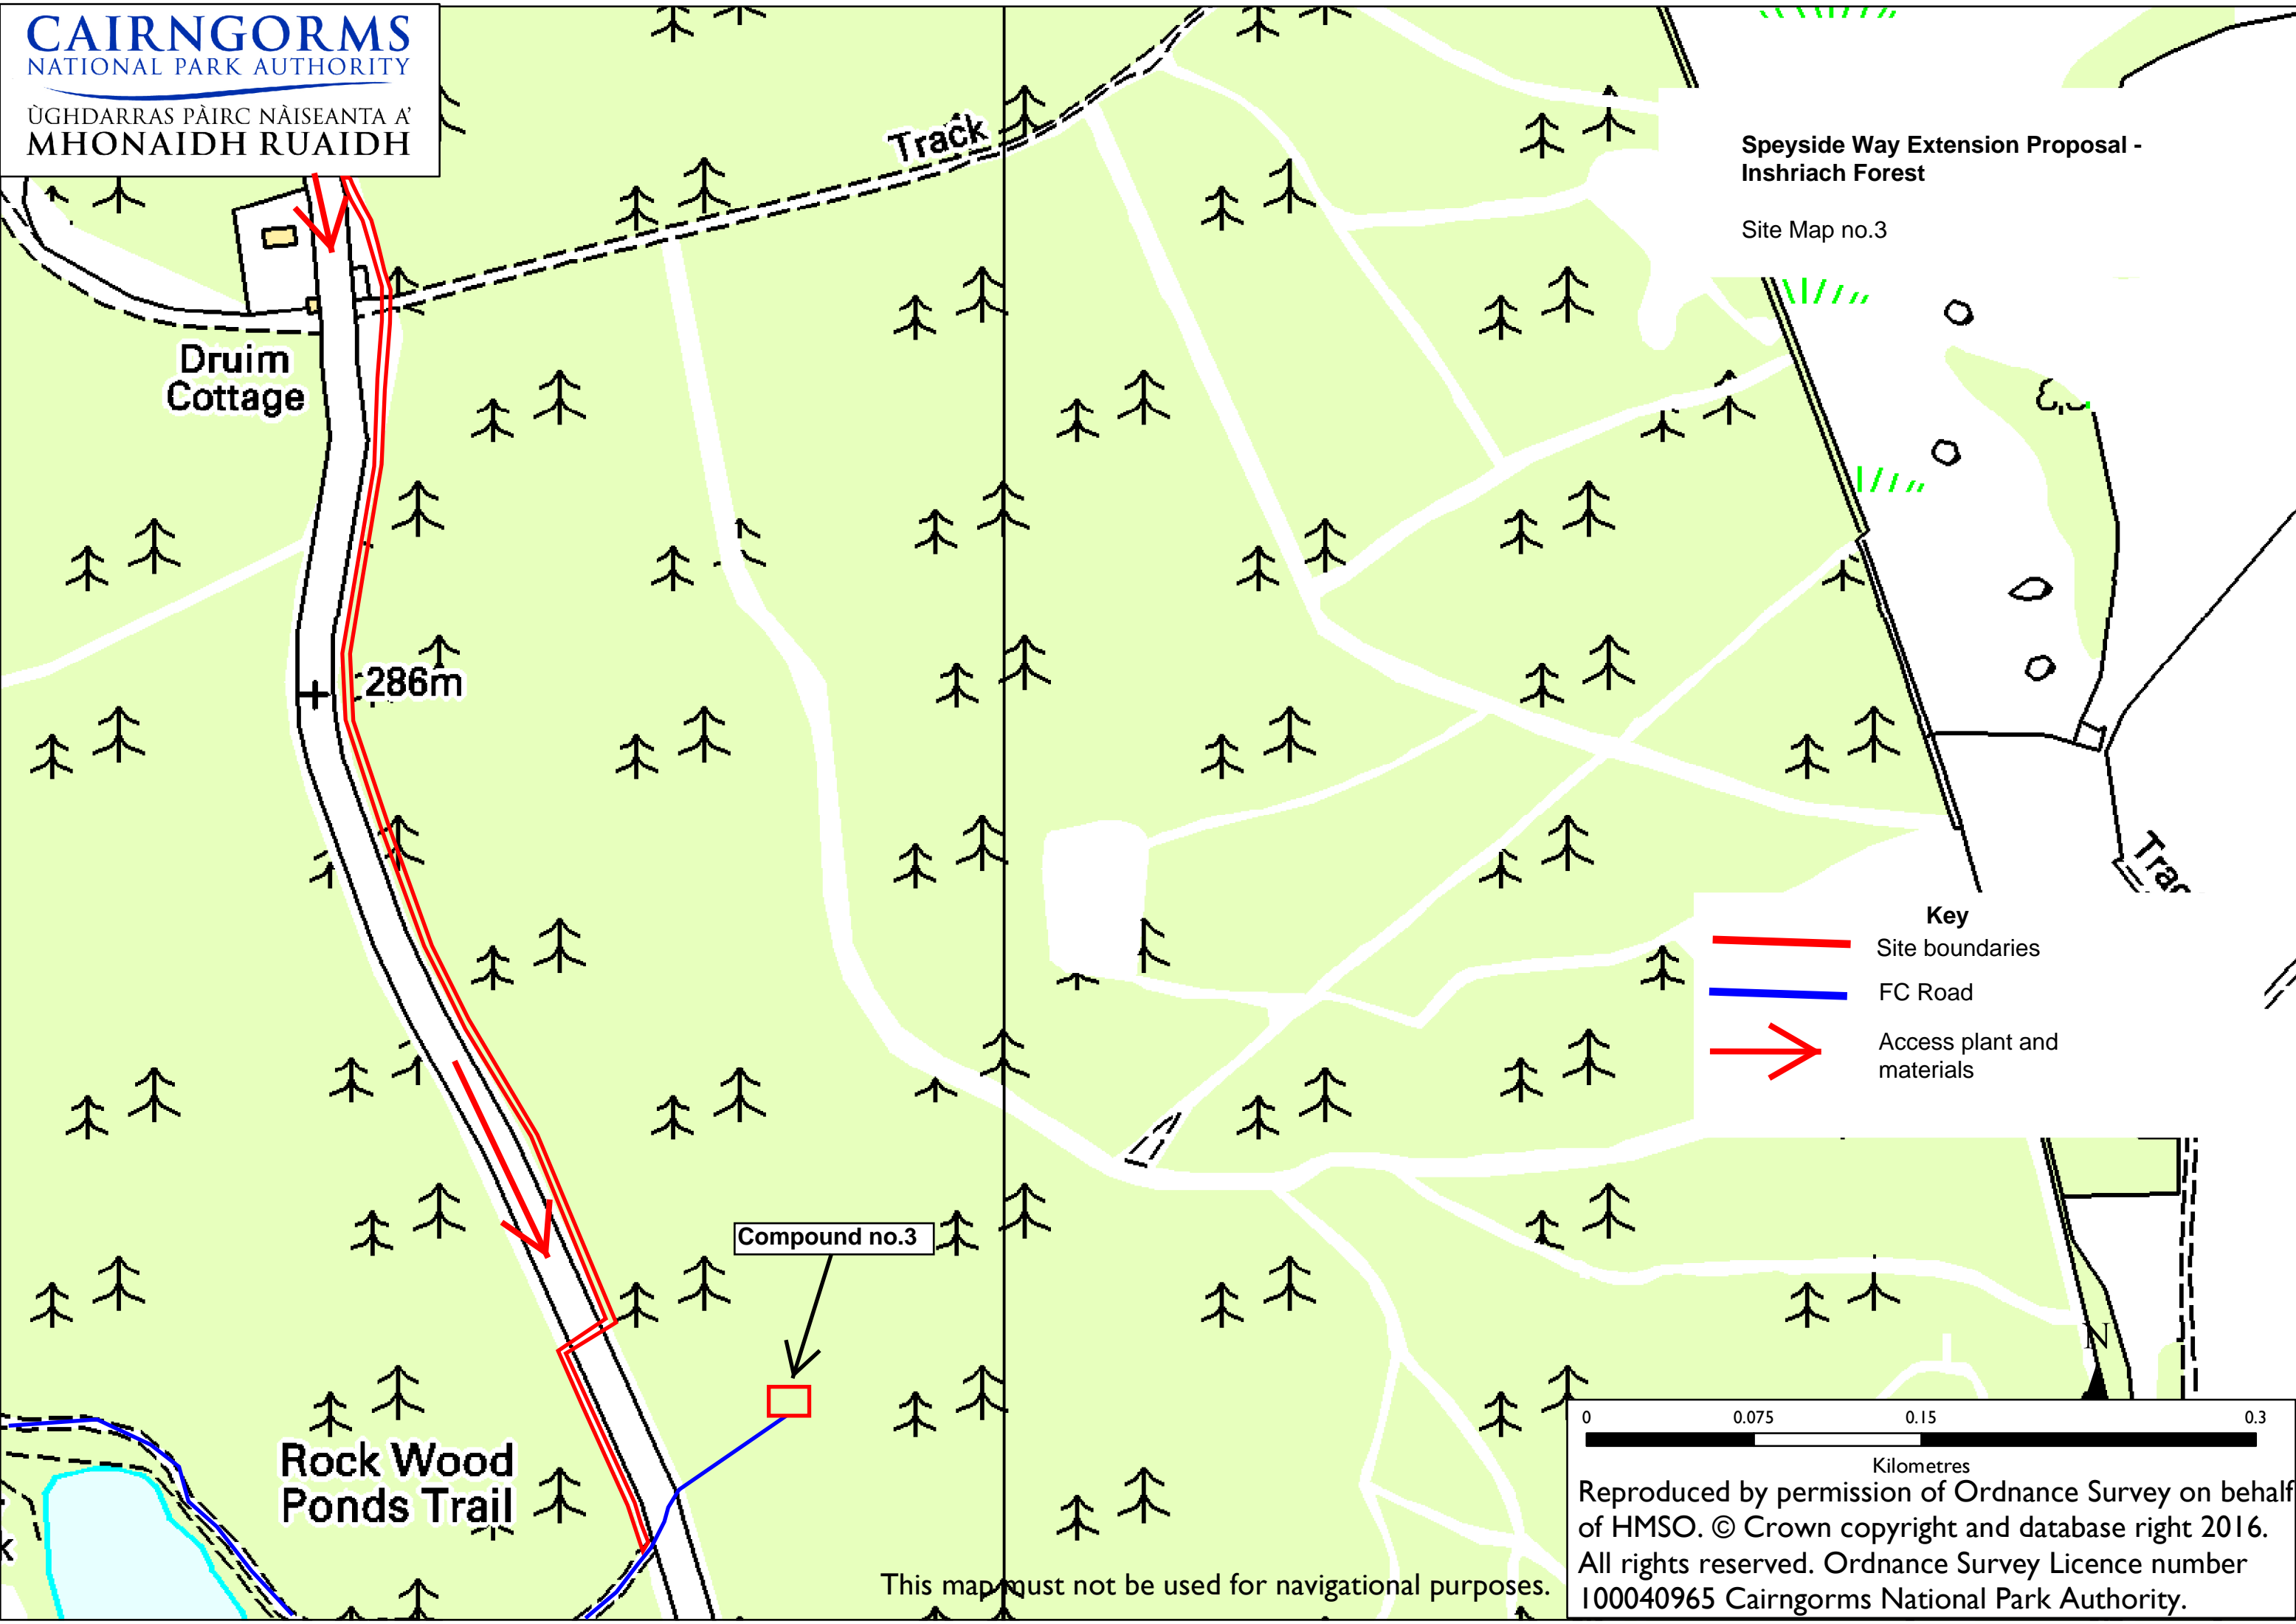 CAIRNGORMS
NATIONAL PARK AUTHORITY
ÙGHDARRAS PÀIRC NÀISEANTA A'
MHONAIDH RUAIDH
Track
Speyside Way Extension Proposal -
Inshriach Forest
Site Map no.3
Druim
Cottage
286m
Key
Site boundaries
FC Road
Access plant and
materials
Compound no.3
N
Rock Wood
Ponds Trail
0 0.075 0.15 0.3
Kilometres
Reproduced by permission of Ordnance Survey on behalf
of HMSO. © Crown copyright and database right 2016.
All rights reserved. Ordnance Survey Licence number
100040965 Cairngorms National Park Authority.
This map must not be used for navigational purposes.